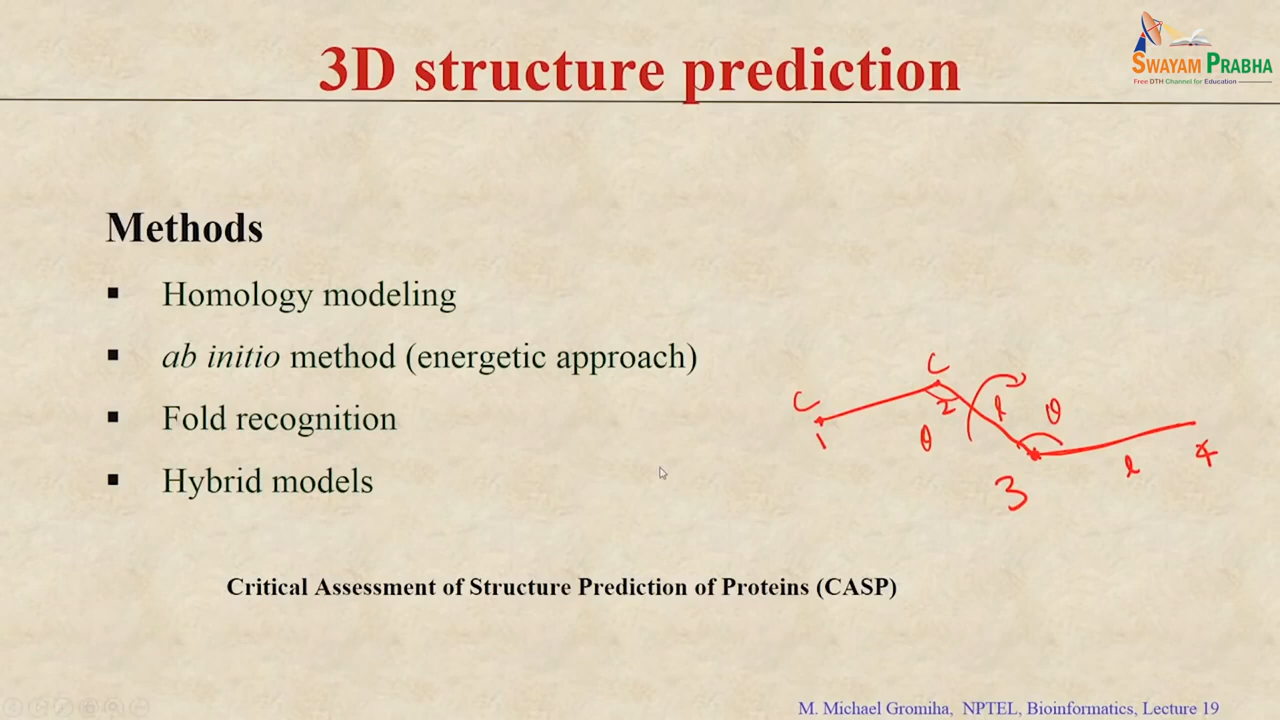 3D structure prediction
SWAYAM PRABHA
Free DTH Channel for Education
Methods
▪ Homology modeling
▪ ab initio method (energetic approach)
▪ Fold recognition
▪ Hybrid models
C
C
1
2
θ
l
θ
3
l
4
Critical Assessment of Structure Prediction of Proteins (CASP)
M. Michael Gromiha, NPTEL, Bioinformatics, Lecture 19